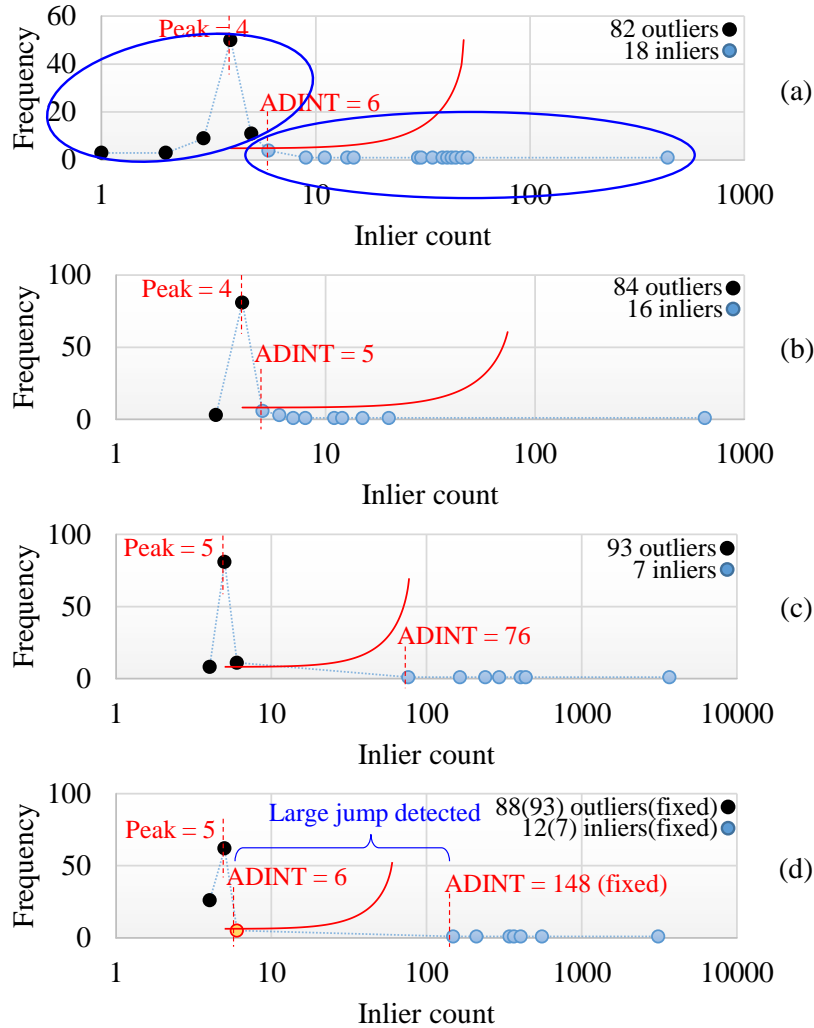 60
40
20
0
Frequency
Peak = 4
82 outliers
18 inliers
ADINT = 6
(a)
1 10 100 1000
Inlier count
100
50
0
Frequency
Peak = 4
84 outliers
16 inliers
ADINT = 5
(b)
1 10 100 1000
Inlier count
100
50
0
Frequency
Peak = 5
93 outliers
7 inliers
ADINT = 76
(c)
1 10 100 1000 10000
Inlier count
100
50
0
Frequency
Large jump detected
88(93) outliers(fixed)
12(7) inliers(fixed)
Peak = 5
ADINT = 6
ADINT = 148 (fixed)
(d)
1 10 100 1000 10000
Inlier count